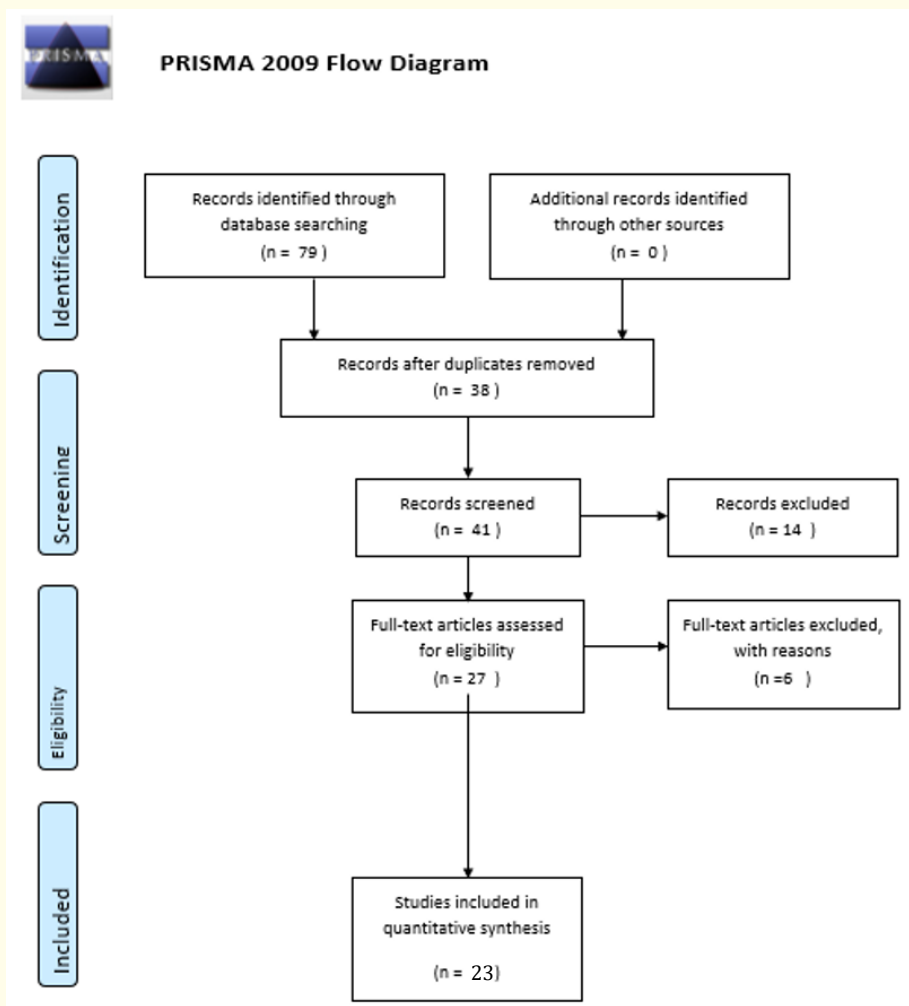 PRISMA
PRISMA 2009 Flow Diagram
Identification
Records identified through
database searching
(n = 79 )
Additional records identified
through other sources
(n = 0 )
Records after duplicates removed
(n = 38 )
Screening
Records screened
(n = 41 )
Records excluded
(n = 14 )
Eligibility
Full-text articles assessed
for eligibility
(n = 27 )
Full-text articles excluded,
with reasons
(n =6 )
Included
Studies included in
quantitative synthesis
(n = 23)